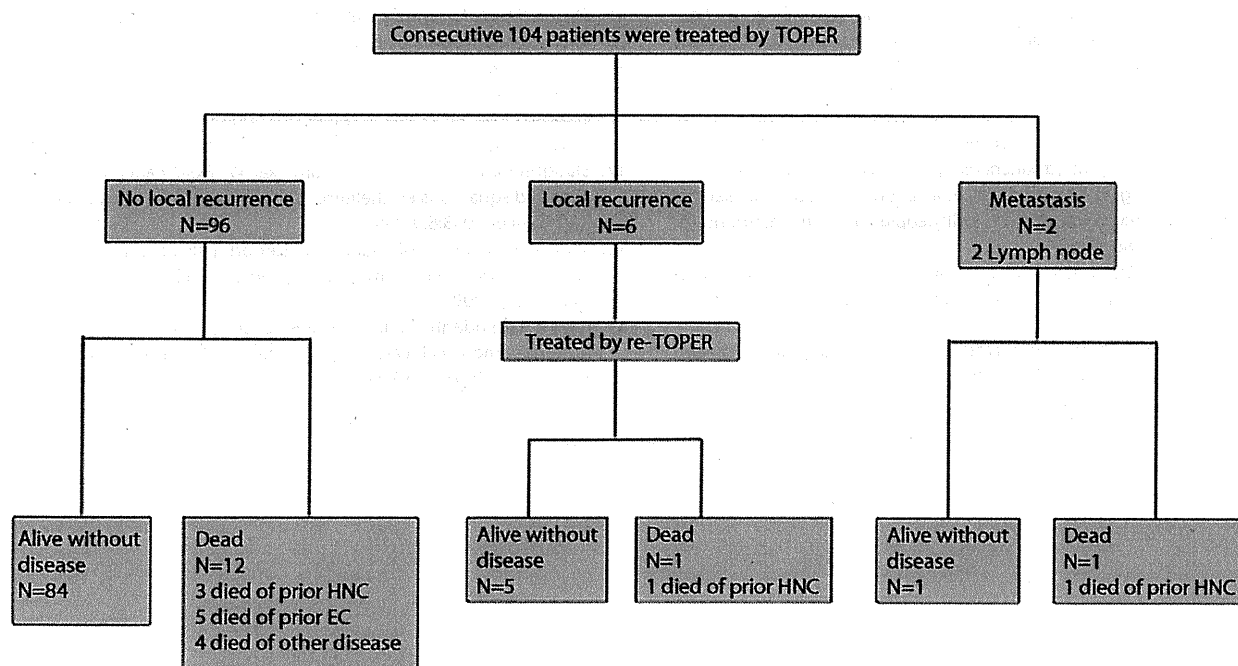 Consecutive 104 patients were treated by TOPER
No local recurrence
N=96
Local recurrence
N=6
Metastasis
N=2
2 Lymph node
Treated by re-TOPER
Alive without
disease
N=84
Dead
N=12
3 died of prior HNC
5 died of prior EC
4 died of other disease
Alive without
disease
N=5
Dead
N=1
1 died of prior HNC
Alive without
disease
N=1
Dead
N=1
1 died of prior HNC